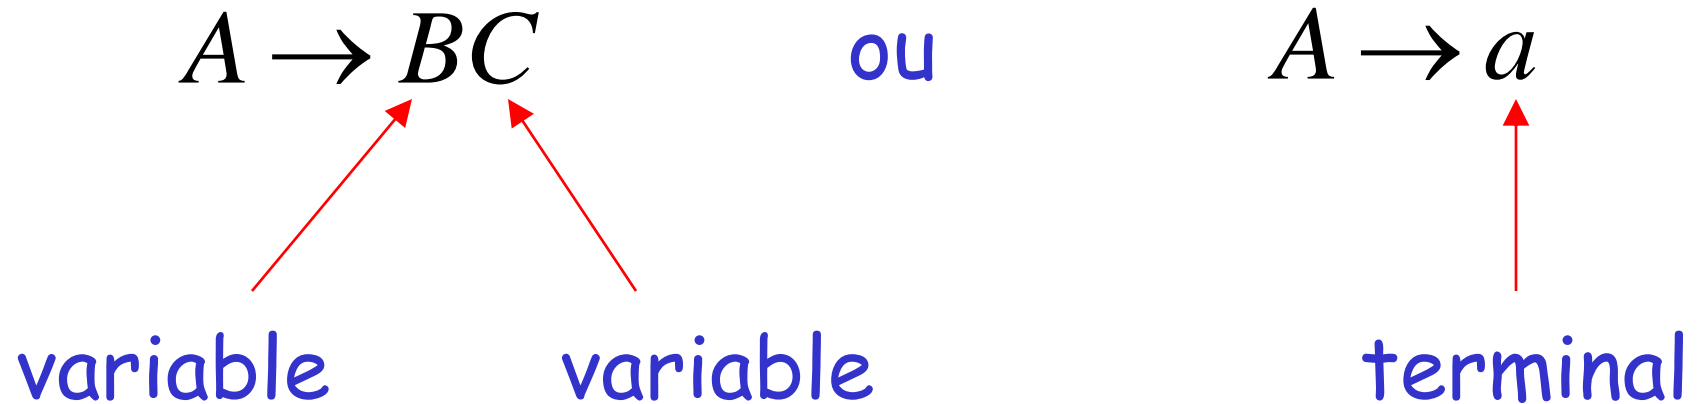 A → BC ou A → a
variable variable terminal